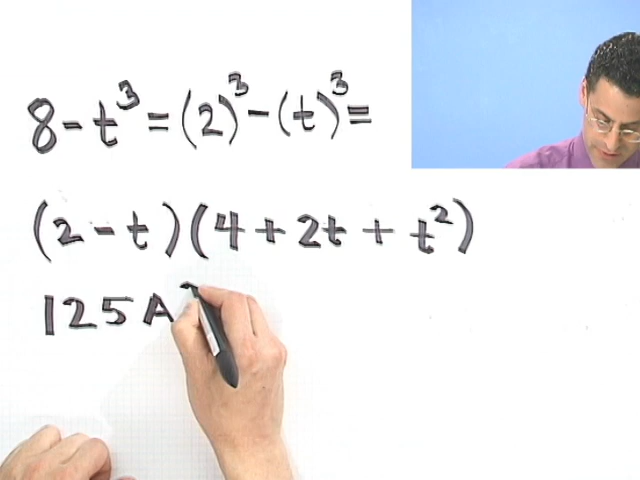 8 - t³ = (2)³ - (t)³ =
(2 - t)(4 + 2t + t²)
125A